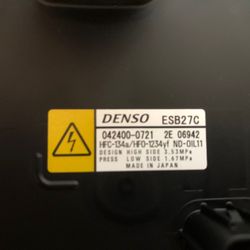 DENSO ESB27C
042400-0721 2E 06942
HFC-134a/HFO-1234yf ND-OIL11
DESIGN HIGH SIDE 3.53MPa
PRESS LOW SIDE 1.67MPa
MADE IN JAPAN